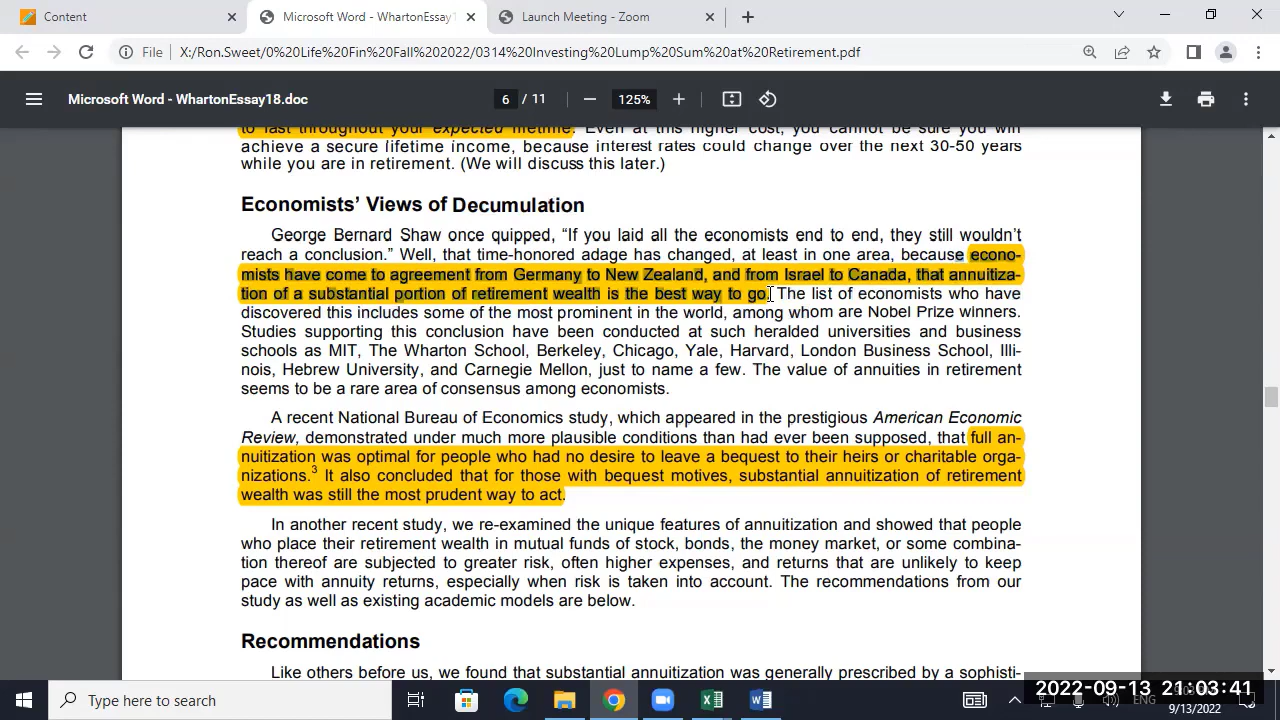 Content
Microsoft Word - WhartonEssay18
Launch Meeting - Zoom
File
X:/Ron.Sweet/0%20Life%20Fin%20Fall%202022/0314%20Investing%20Lump%20Sum%20at%20Retirement.pdf
Microsoft Word - WhartonEssay18.doc
6 / 11
125%
to last throughout your expected lifetime. Even at this higher cost, you cannot be sure you will
achieve a secure lifetime income, because interest rates could change over the next 30-50 years
while you are in retirement. (We will discuss this later.)
Economists' Views of Decumulation
George Bernard Shaw once quipped, “If you laid all the economists end to end, they still wouldn’t
reach a conclusion.” Well, that time-honored adage has changed, at least in one area, because econo-
mists have come to agreement from Germany to New Zealand, and from Israel to Canada, that annuitiza-
tion of a substantial portion of retirement wealth is the best way to go. The list of economists who have
discovered this includes some of the most prominent in the world, among whom are Nobel Prize winners.
Studies supporting this conclusion have been conducted at such heralded universities and business
schools as MIT, The Wharton School, Berkeley, Chicago, Yale, Harvard, London Business School, Illi-
nois, Hebrew University, and Carnegie Mellon, just to name a few. The value of annuities in retirement
seems to be a rare area of consensus among economists.
A recent National Bureau of Economics study, which appeared in the prestigious American Economic
Review, demonstrated under much more plausible conditions than had ever been supposed, that full an-
nuitization was optimal for people who had no desire to leave a bequest to their heirs or charitable orga-
nizations.3 It also concluded that for those with bequest motives, substantial annuitization of retirement
wealth was still the most prudent way to act.
In another recent study, we re-examined the unique features of annuitization and showed that people
who place their retirement wealth in mutual funds of stock, bonds, the money market, or some combina-
tion thereof are subjected to greater risk, often higher expenses, and returns that are unlikely to keep
pace with annuity returns, especially when risk is taken into account. The recommendations from our
study as well as existing academic models are below.
Recommendations
Like others before us, we found that substantial annuitization was generally prescribed by a sophisti-
Type here to search
2022-09-13 21:03:41
ENG
9/13/2022